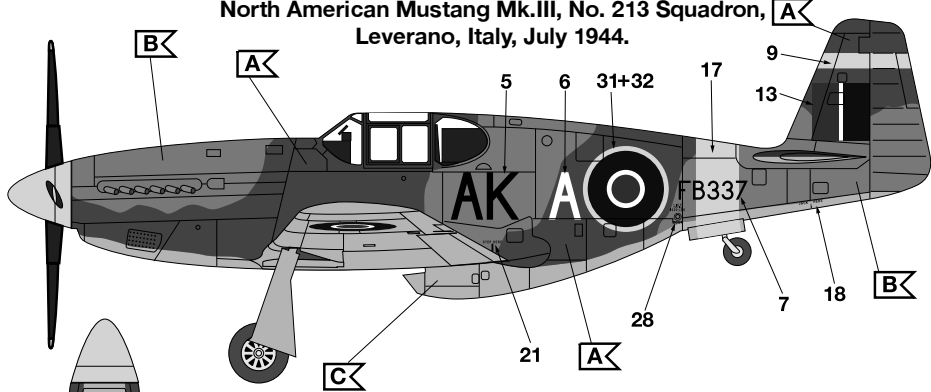 North American Mustang Mk.III, No. 213 Squadron,
Leverano, Italy, July 1944.
A
B
A
9
5
6
31+32
17
13
AK
A
FB337
B
18
7
28
21
A
C